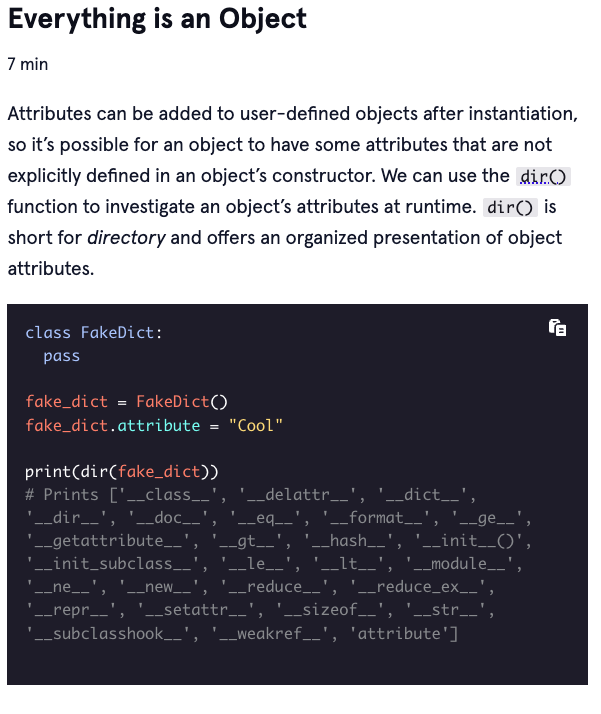 Everything is an Object
7 min
Attributes can be added to user-defined objects after instantiation,
so it’s possible for an object to have some attributes that are not
explicitly defined in an object’s constructor. We can use the dir()
function to investigate an object’s attributes at runtime. dir() is
short for directory and offers an organized presentation of object
attributes.
class FakeDict:
  pass
fake_dict = FakeDict()
fake_dict.attribute = "Cool"
print(dir(fake_dict))
# Prints ['__class__', '__delattr__', '__dict__',
'__dir__', '__doc__', '__eq__', '__format__', '__ge__',
'__getattribute__', '__gt__', '__hash__', '__init__()',
'__init_subclass__', '__le__', '__lt__', '__module__',
'__ne__', '__new__', '__reduce__', '__reduce_ex__',
'__repr__', '__setattr__', '__sizeof__', '__str__',
'__subclasshook__', '__weakref__', 'attribute']